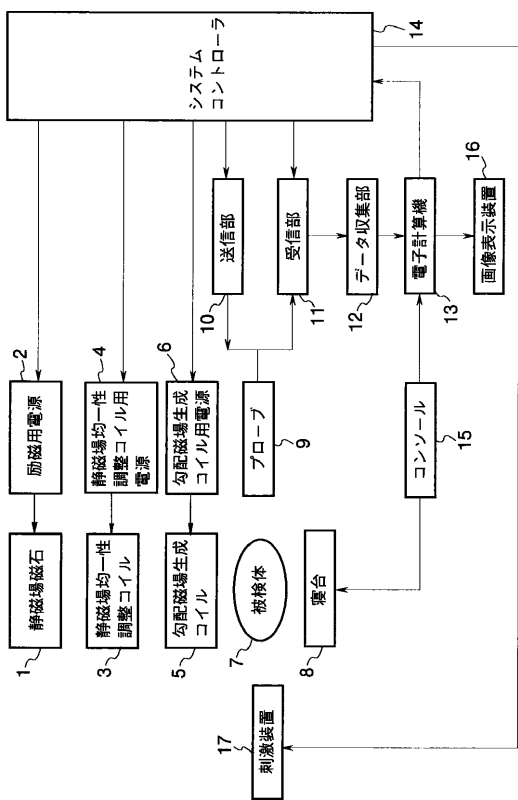 システム
コントローラ
14
励磁用電源
2
静磁場磁石
1
静磁場均一性
調整コイル用
電源
4
静磁場均一性
調整コイル
3
勾配磁場生成
コイル用電源
6
勾配磁場生成
コイル
5
送信部
10
受信部
11
プローブ
9
被検体
7
データ収集部
12
寝台
8
電子計算機
13
コンソール
15
画像表示装置
16
刺激装置
17